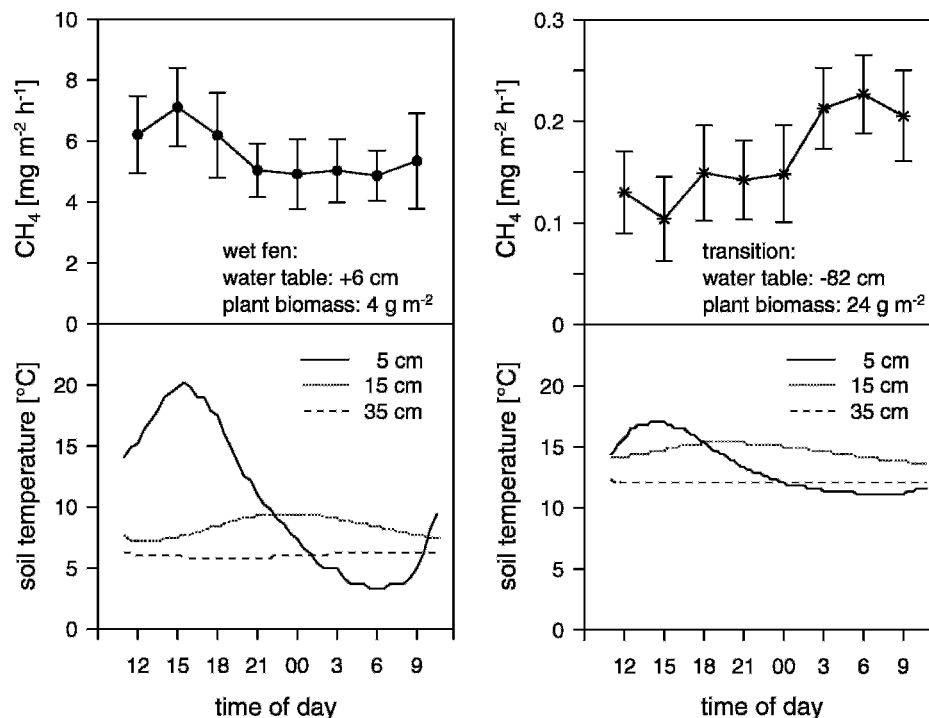 CH₄ [mg m⁻² h⁻¹]
10
8
6
4
2
0
wet fen:
water table: +6 cm
plant biomass: 4 g m⁻²
CH₄ [mg m⁻² h⁻¹]
0.3
0.2
0.1
0
transition:
water table: -82 cm
plant biomass: 24 g m⁻²
soil temperature [°C]
20
15
10
5
0
5 cm
15 cm
35 cm
12 15 18 21 00 3 6 9
time of day
soil temperature [°C]
20
15
10
5
0
5 cm
15 cm
35 cm
12 15 18 21 00 3 6 9
time of day